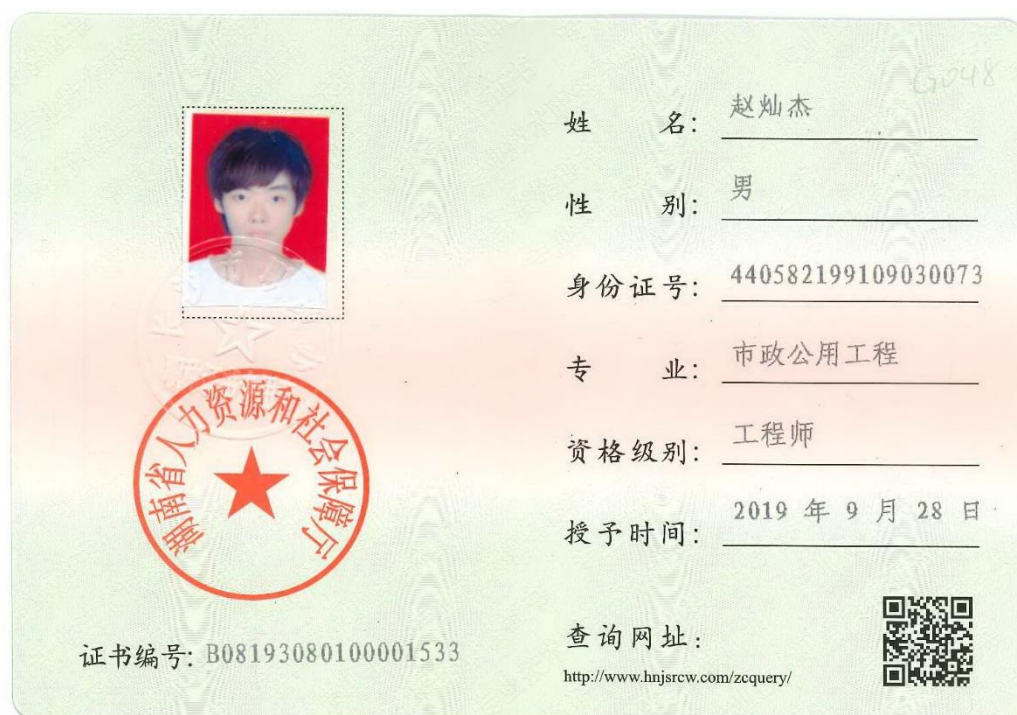 G048
姓 名： 赵灿杰
性 别： 男
身份证号： 440582199109030073
专 业： 市政公用工程
资格级别： 工程师
授予时间： 2019 年 9 月 28 日
湖南省人力资源和社会保障厅
证书编号: B08193080100001533
查询网址：
http://www.hnjsrcw.com/zcquery/